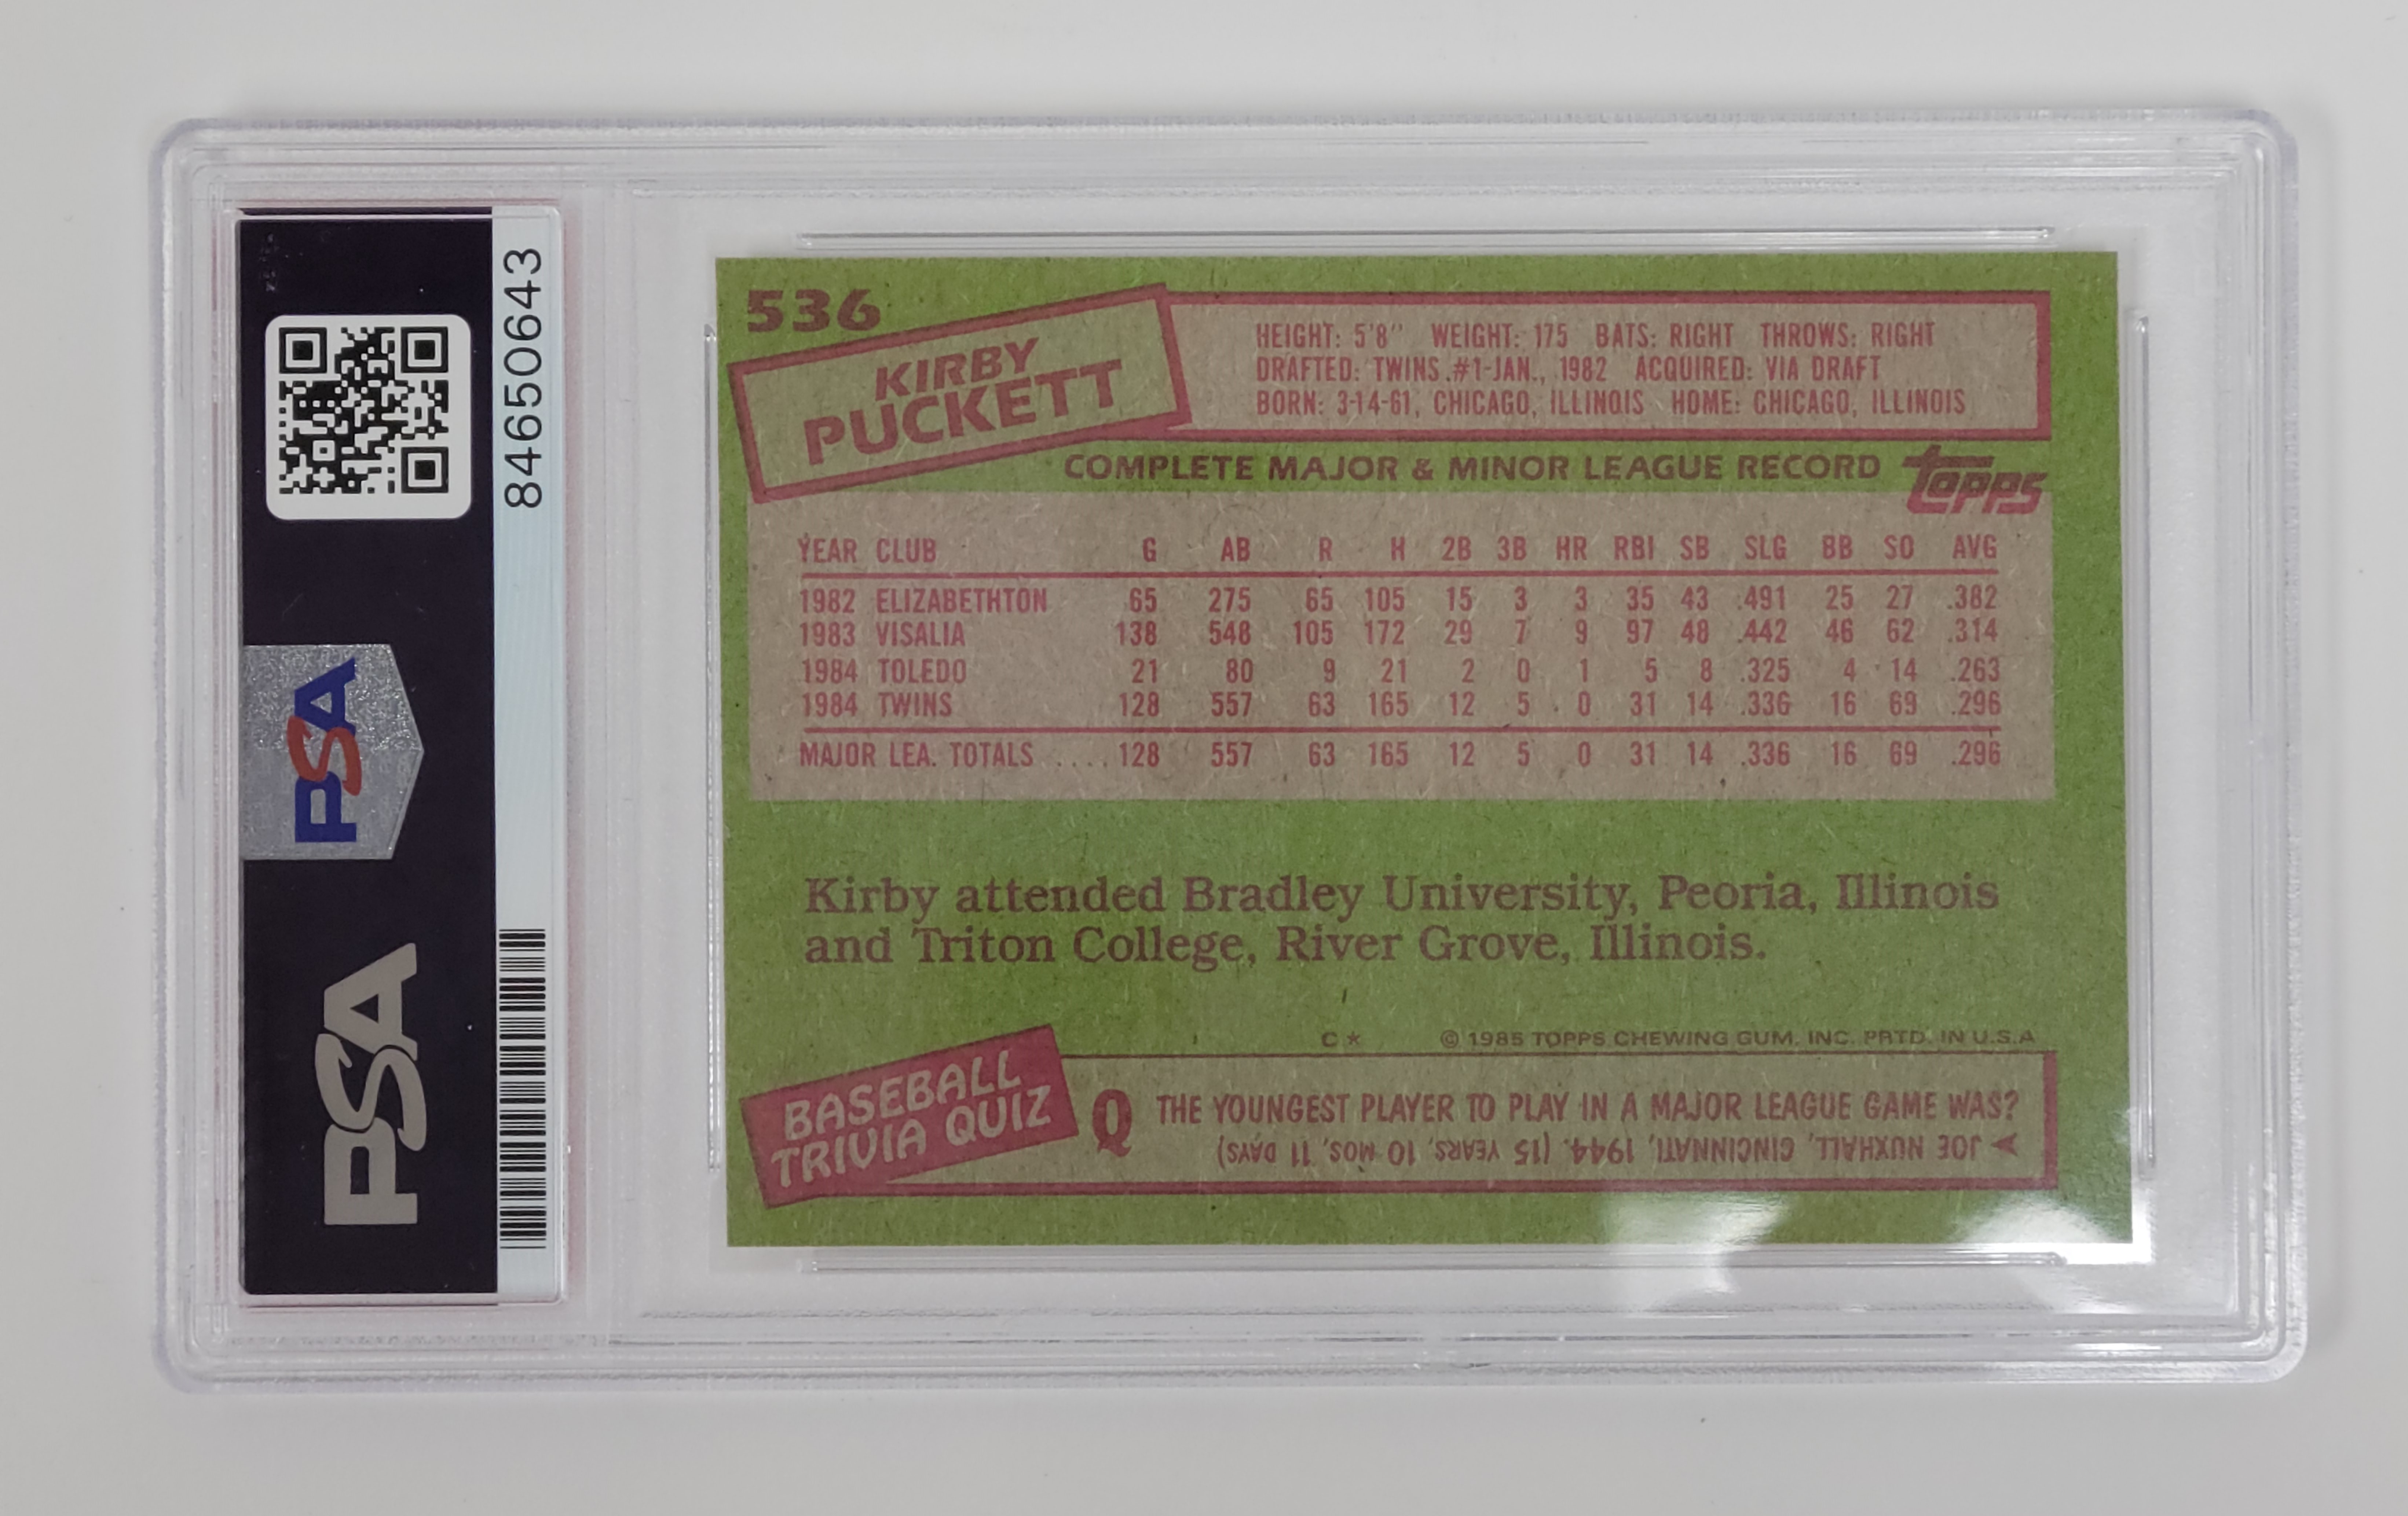 84650643
PSA
PSA
536
KIRBY
PUCKETT
HEIGHT: 5'8" WEIGHT: 175 BATS: RIGHT THROWS: RIGHT
DRAFTED: TWINS #1-JAN., 1982 ACQUIRED: VIA DRAFT
BORN: 3-14-61, CHICAGO, ILLINOIS HOME: CHICAGO, ILLINOIS
COMPLETE MAJOR & MINOR LEAGUE RECORD
topps
YEAR CLUB G AB R H 2B 3B HR RBI SB SLG BB SO AVG
1982 ELIZABETHTON 65 275 65 105 15 3 3 35 43 .491 25 27 .382
1983 VISALIA 138 548 105 172 29 7 9 97 48 .442 46 62 .314
1984 TOLEDO 21 80 9 21 2 0 1 5 8 .325 4 14 .263
1984 TWINS 128 557 63 165 12 5 0 31 14 .336 16 69 .296
MAJOR LEA. TOTALS .... 128 557 63 165 12 5 0 31 14 .336 16 69 .296
Kirby attended Bradley University, Peoria, Illinois
and Triton College, River Grove, Illinois.
C* © 1985 TOPPS CHEWING GUM, INC. PRTD. IN U.S.A
BASEBALL
TRIVIA QUIZ
Q THE YOUNGEST PLAYER TO PLAY IN A MAJOR LEAGUE GAME WAS?
JOE NUXHALL, CINCINNATI, 1944. (15 YEARS, 10 MOS, 11 DAYS)